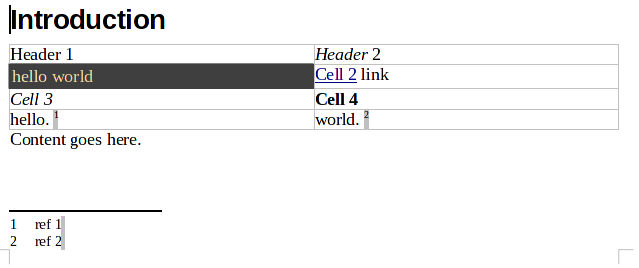 Introduction
Header 1 Header 2
hello world Cell 2 link
Cell 3 Cell 4
hello. 1 world. 2
Content goes here.
1 ref 1
2 ref 2